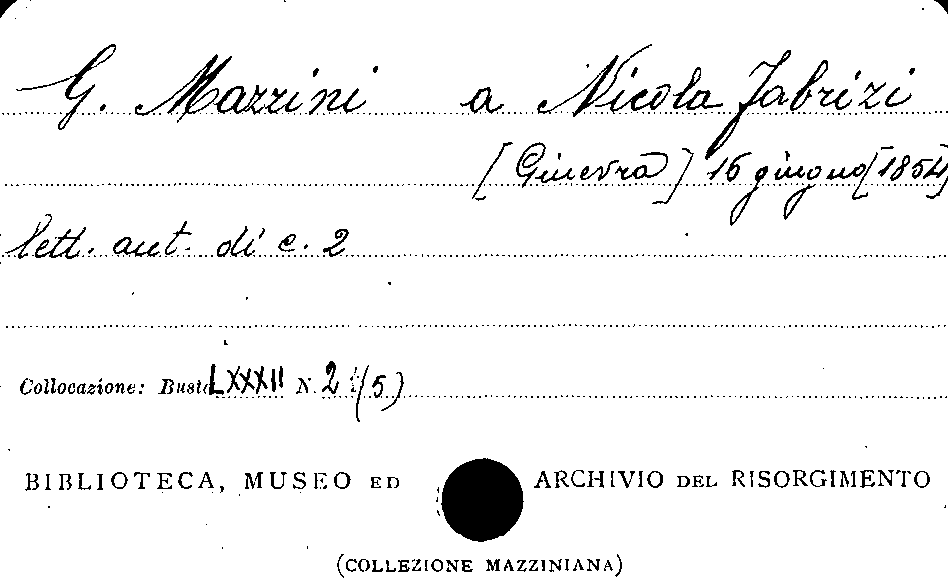 G. Mazzini a Nicola Fabrizi
[Ginevra] 16 giugno [1854]
lett. aut. di c. 2
Collocazione: Busta LXXXII N. 2 (5)
BIBLIOTECA, MUSEO ED ARCHIVIO DEL RISORGIMENTO
(COLLEZIONE MAZZINIANA)